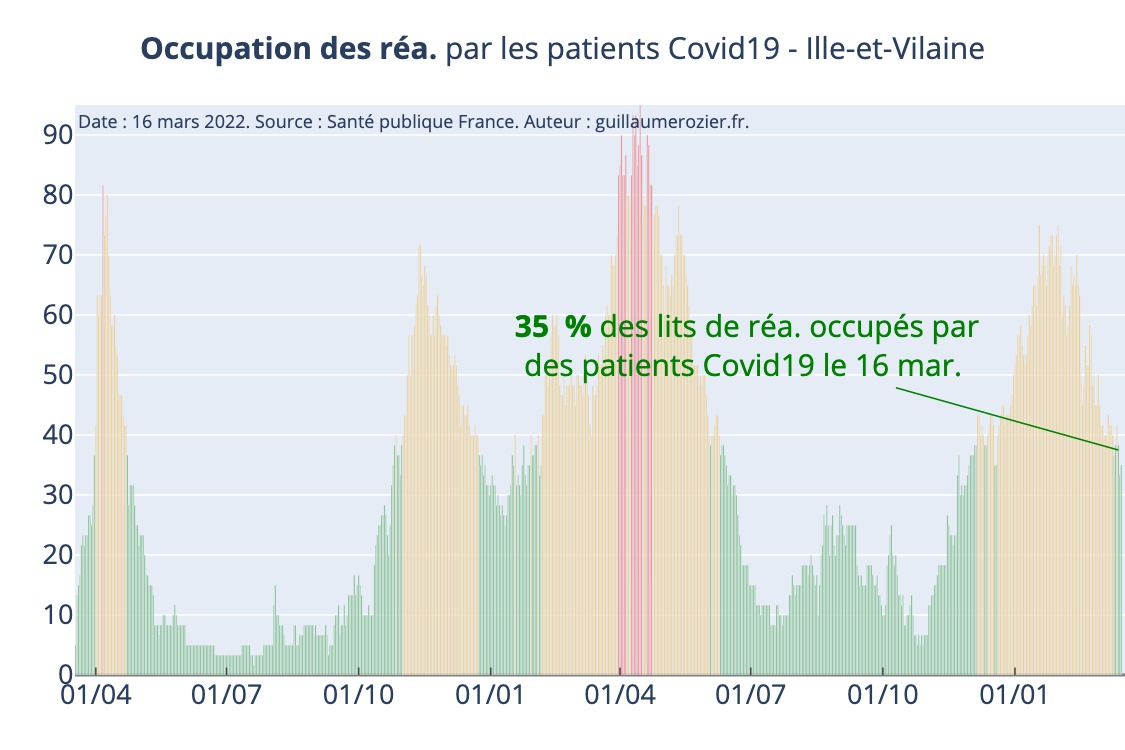 Occupation des réa. par les patients Covid19 - Ille-et-Vilaine
Date : 16 mars 2022. Source : Santé publique France. Auteur : guillaumerozier.fr.
90
80
70
60
50
40
30
20
10
0
35 % des lits de réa. occupés par
des patients Covid19 le 16 mar.
01/04 01/07 01/10 01/01 01/04 01/07 01/10 01/01